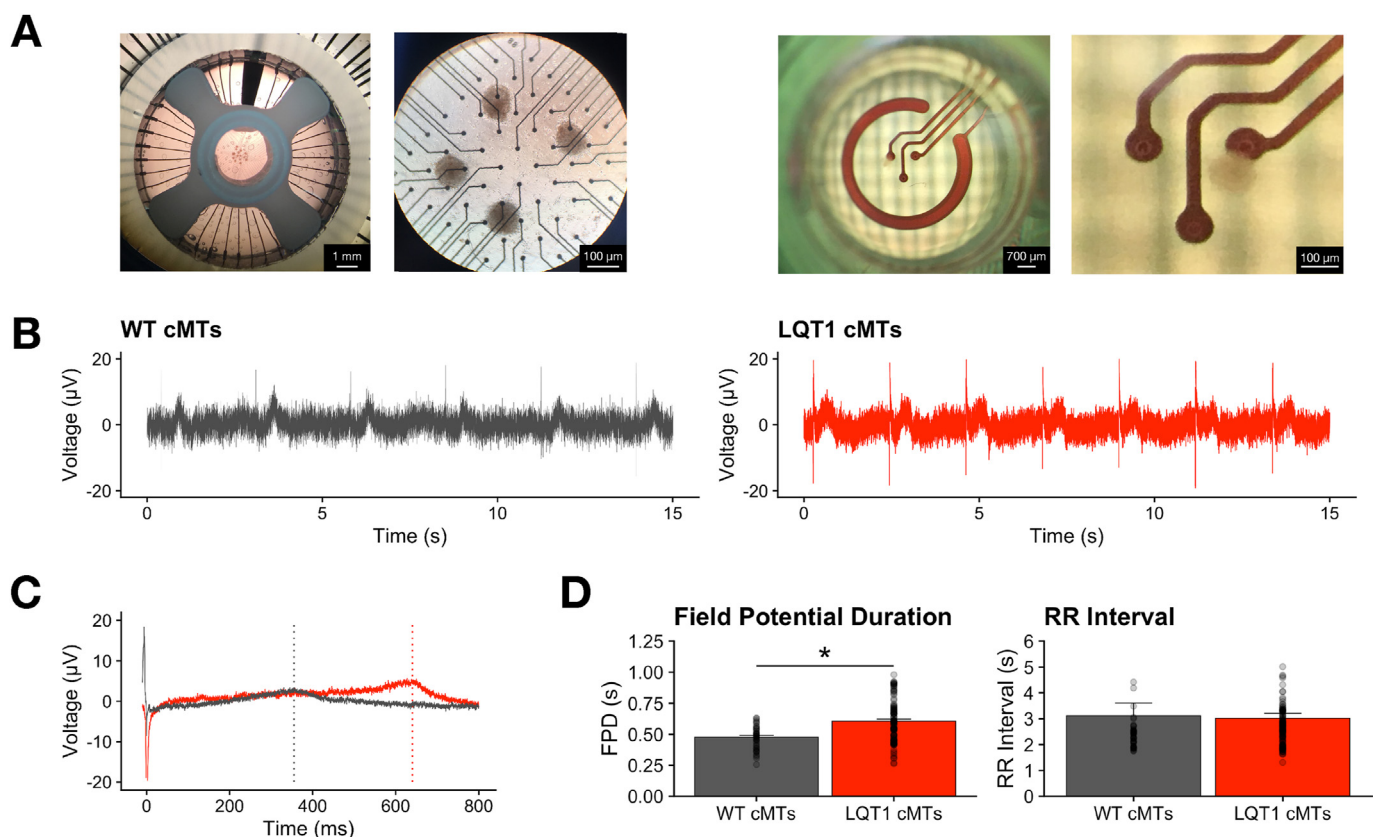 A
1 mm
100 µm
700 µm
100 µm
B
WT cMTs
LQT1 cMTs
Voltage (µV)
20
0
-20
0
5
10
15
Time (s)
Voltage (µV)
20
0
-20
0
5
10
15
Time (s)
C
Voltage (µV)
20
10
0
-10
-20
0
200
400
600
800
Time (ms)
D
Field Potential Duration
*
FPD (s)
1.25
1.00
0.75
0.50
0.25
0
WT cMTs
LQT1 cMTs
RR Interval
RR Interval (s)
6
5
4
3
2
1
0
WT cMTs
LQT1 cMTs